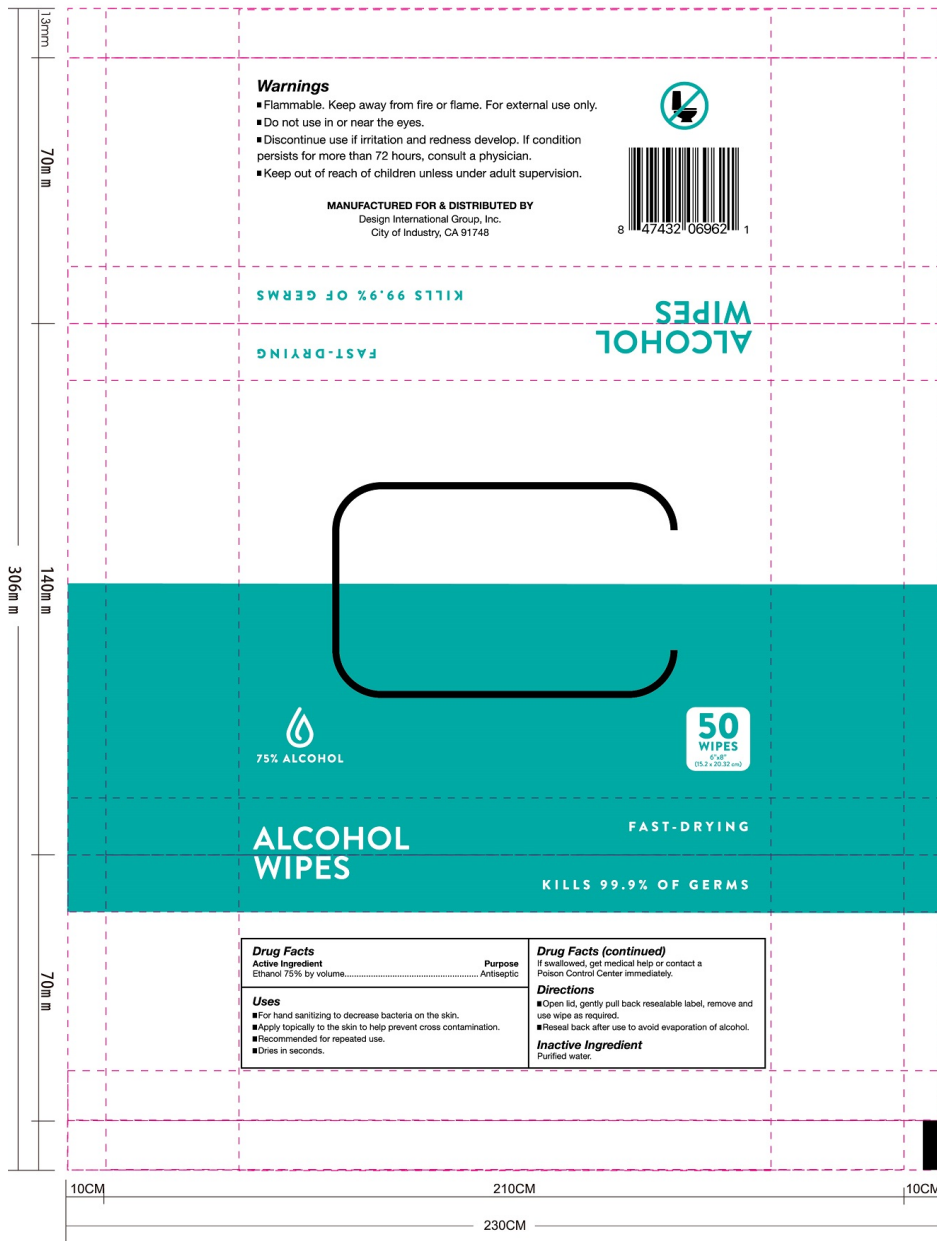 13mm
70mm
140mm
306mm
70mm
Warnings
▪ Flammable. Keep away from fire or flame. For external use only.
▪ Do not use in or near the eyes.
▪ Discontinue use if irritation and redness develop. If condition
persists for more than 72 hours, consult a physician.
▪ Keep out of reach of children unless under adult supervision.
MANUFACTURED FOR & DISTRIBUTED BY
Design International Group, Inc.
City of Industry, CA 91748
8 47432 06962 1
KILLS 99.9% OF GERMS
FAST-DRYING
ALCOHOL
WIPES
75% ALCOHOL
50
WIPES
6"x8"
(15.2 x 20.32 cm)
ALCOHOL
WIPES
FAST-DRYING
KILLS 99.9% OF GERMS
Drug Facts
Active Ingredient Purpose
Ethanol 75% by volume.................................................. Antiseptic
Uses
▪ For hand sanitizing to decrease bacteria on the skin.
▪ Apply topically to the skin to help prevent cross contamination.
▪ Recommended for repeated use.
▪ Dries in seconds.
Drug Facts (continued)
If swallowed, get medical help or contact a
Poison Control Center immediately.
Directions
▪ Open lid, gently pull back resealable label, remove and
use wipe as required.
▪ Reseal back after use to avoid evaporation of alcohol.
Inactive Ingredient
Purified water.
10CM
210CM
10CM
230CM